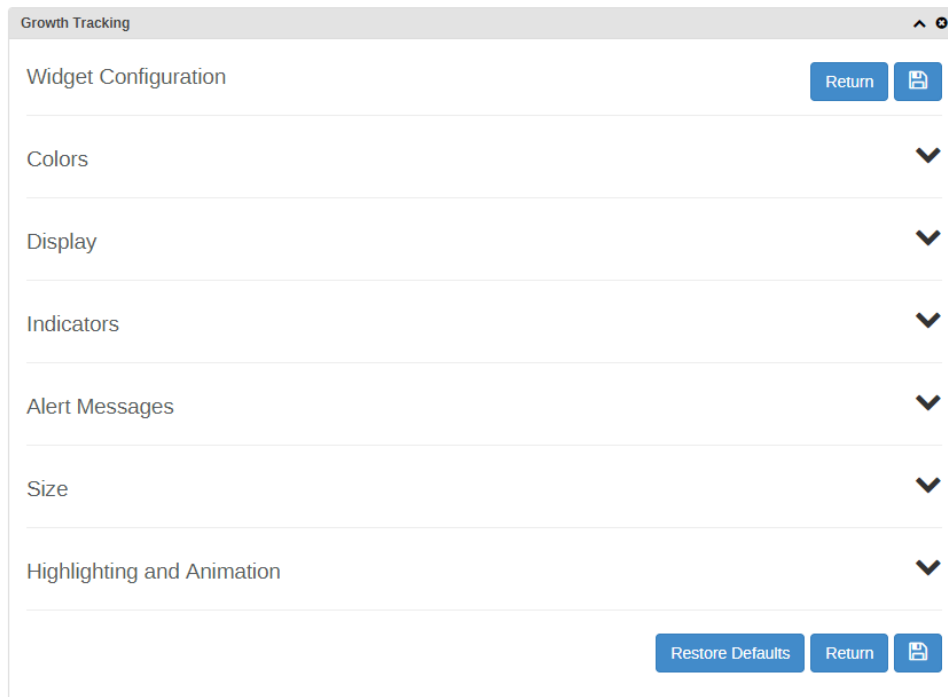 Growth Tracking
Widget Configuration
Return
Colors
Display
Indicators
Alert Messages
Size
Highlighting and Animation
Restore Defaults Return